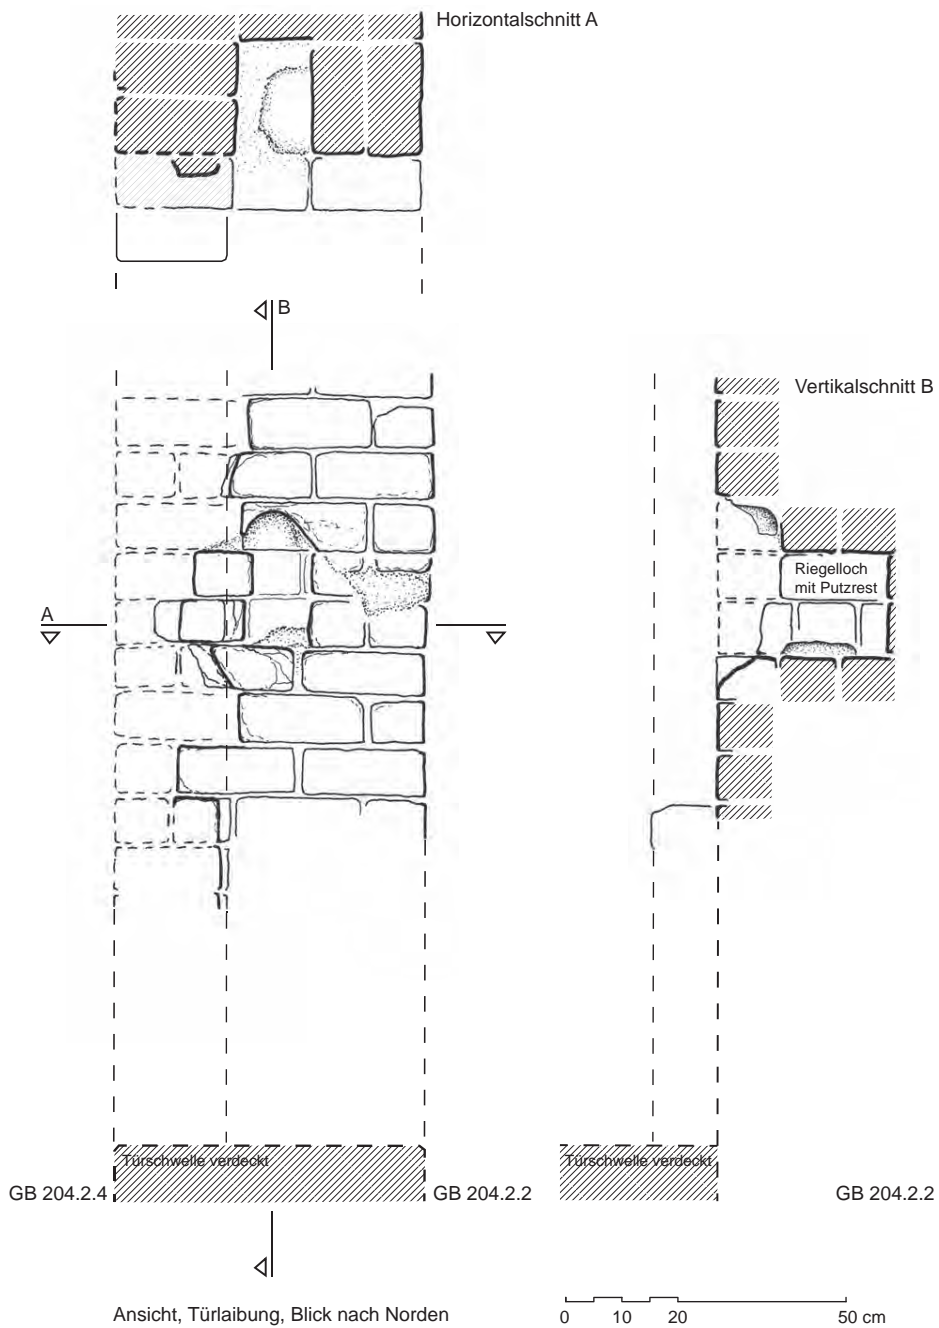 Horizontalschnitt A
B
Vertikalschnitt B
Riegelloch
mit Putzrest
A
Türschwelle verdeckt
Türschwelle verdeckt
GB 204.2.4
GB 204.2.2
GB 204.2.2
Ansicht, Türlaibung, Blick nach Norden
0 10 20 50 cm